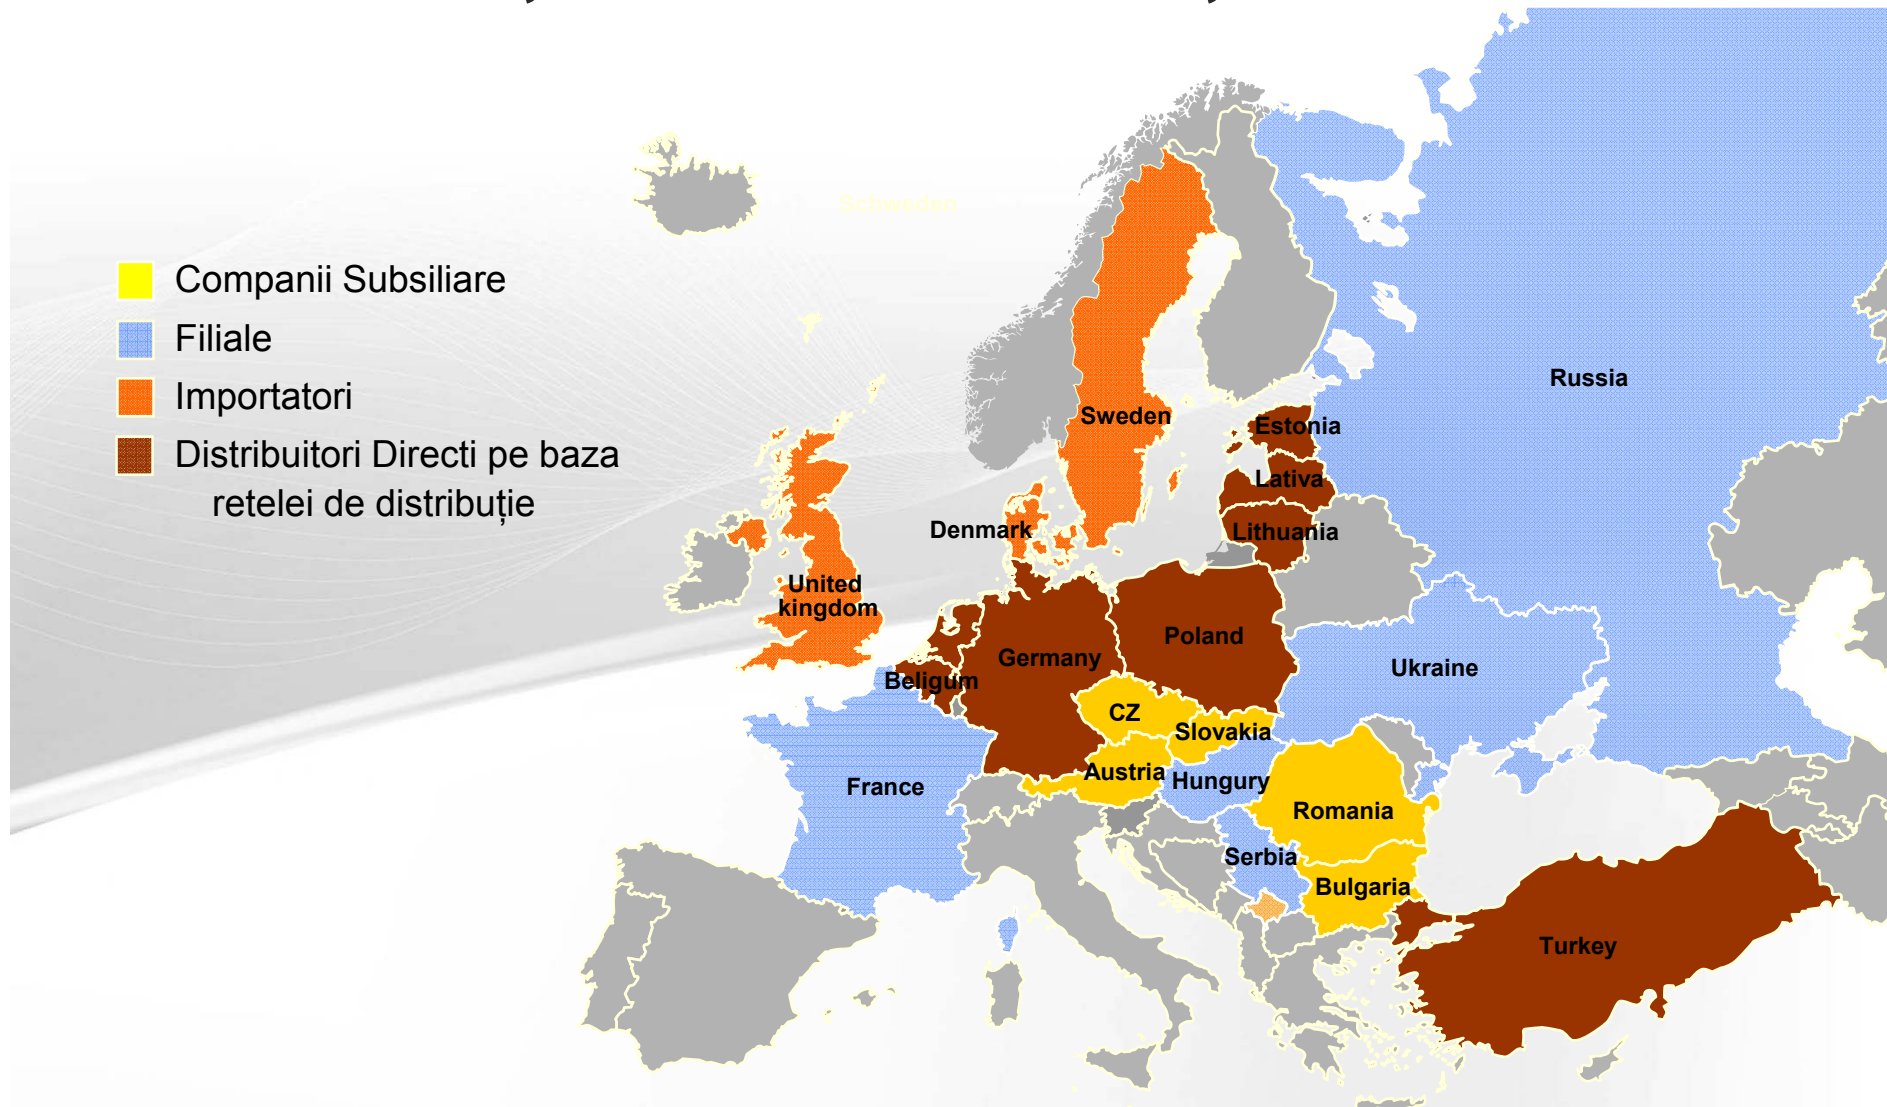 Schweden
Companii Subsiliare
Filiale
Importatori
Distribuitori Directi pe baza
retelei de distribuție
Russia
Sweden
Estonia
Lativa
Lithuania
Denmark
United
kingdom
Poland
Germany
Beligum
Ukraine
CZ
Slovakia
Austria
Hungury
France
Romania
Serbia
Bulgaria
Turkey